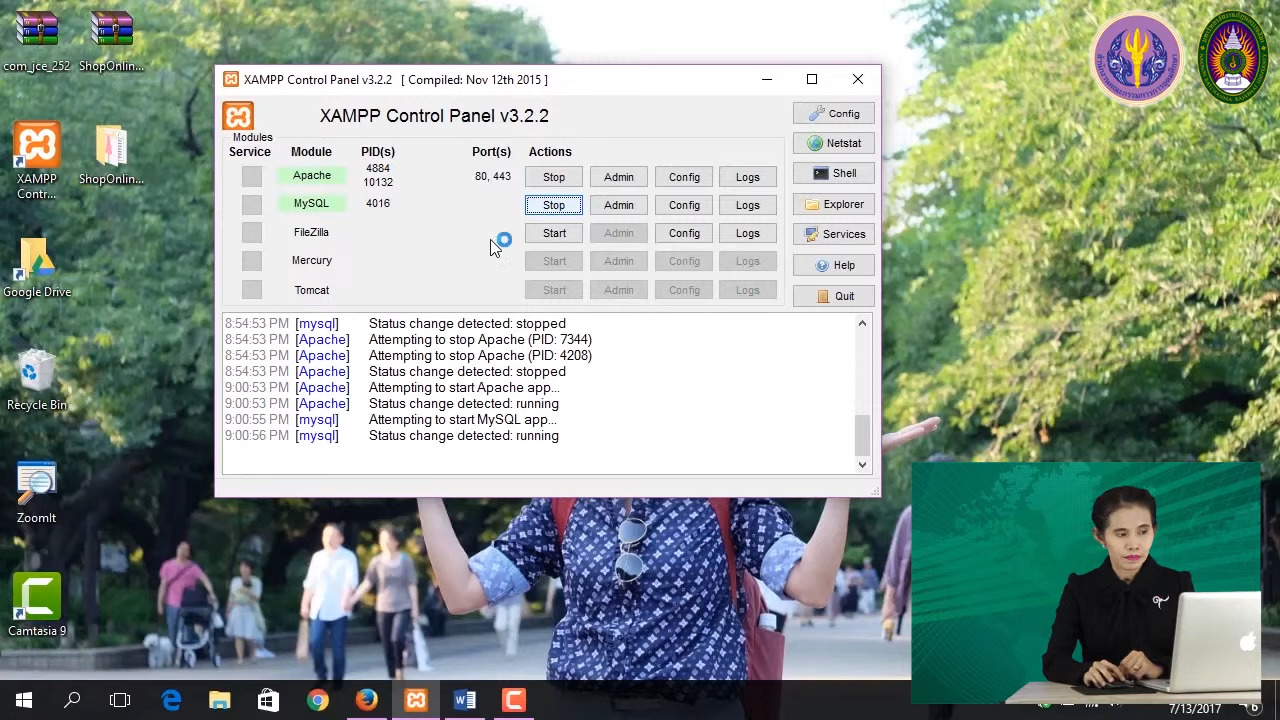 com_jce_252
ShopOnlin...
XAMPP Contr...
ShopOnlin...
Google Drive
Recycle Bin
ZoomIt
Camtasia 9
XAMPP Control Panel v3.2.2 [ Compiled: Nov 12th 2015 ]
XAMPP Control Panel v3.2.2
Modules
Service Module PID(s) Port(s) Actions
Apache 4884 10132 80, 443 Stop Admin Config Logs
MySQL 4016 Stop Admin Config Logs
FileZilla Start Admin Config Logs
Mercury Start Admin Config Logs
Tomcat Start Admin Config Logs
Config
Netstat
Shell
Explorer
Services
Help
Quit
8:54:53 PM [mysql] Status change detected: stopped
8:54:53 PM [Apache] Attempting to stop Apache (PID: 7344)
8:54:53 PM [Apache] Attempting to stop Apache (PID: 4208)
8:54:53 PM [Apache] Status change detected: stopped
9:00:53 PM [Apache] Attempting to start Apache app...
9:00:53 PM [Apache] Status change detected: running
9:00:55 PM [mysql] Attempting to start MySQL app...
9:00:56 PM [mysql] Status change detected: running
7/13/2017